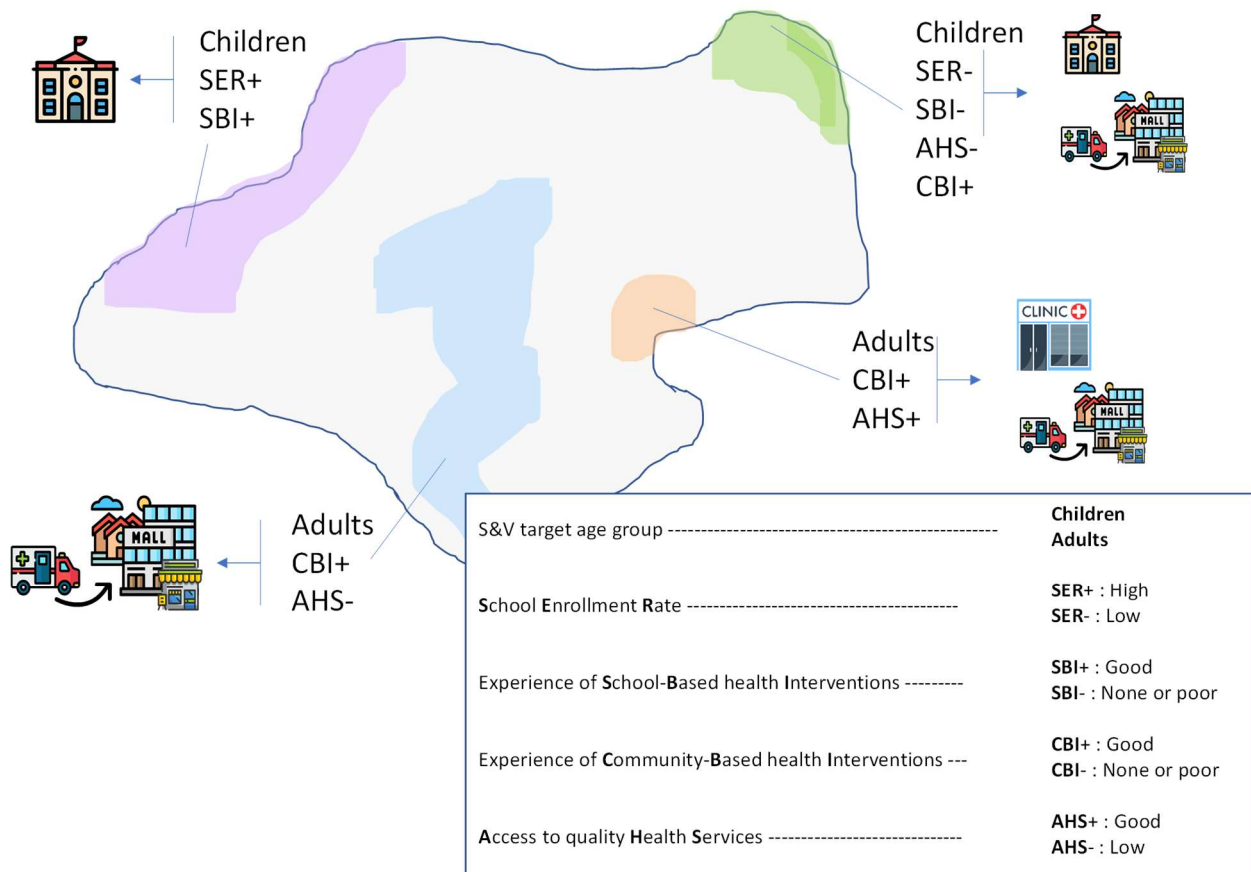 Children
SER+
SBI+
Children
SER-
SBI-
AHS-
CBI+
MALL
CLINIC
Adults
CBI+
AHS+
MALL
MALL
Adults
CBI+
AHS-
S&V target age group ------------------------------------- Children
Adults
School Enrollment Rate ------------------------------------------ SER+ : High
SER- : Low
Experience of School-Based health Interventions --------- SBI+ : Good
SBI- : None or poor
Experience of Community-Based health Interventions --- CBI+ : Good
CBI- : None or poor
Access to quality Health Services ------------------------------ AHS+ : Good
AHS- : Low